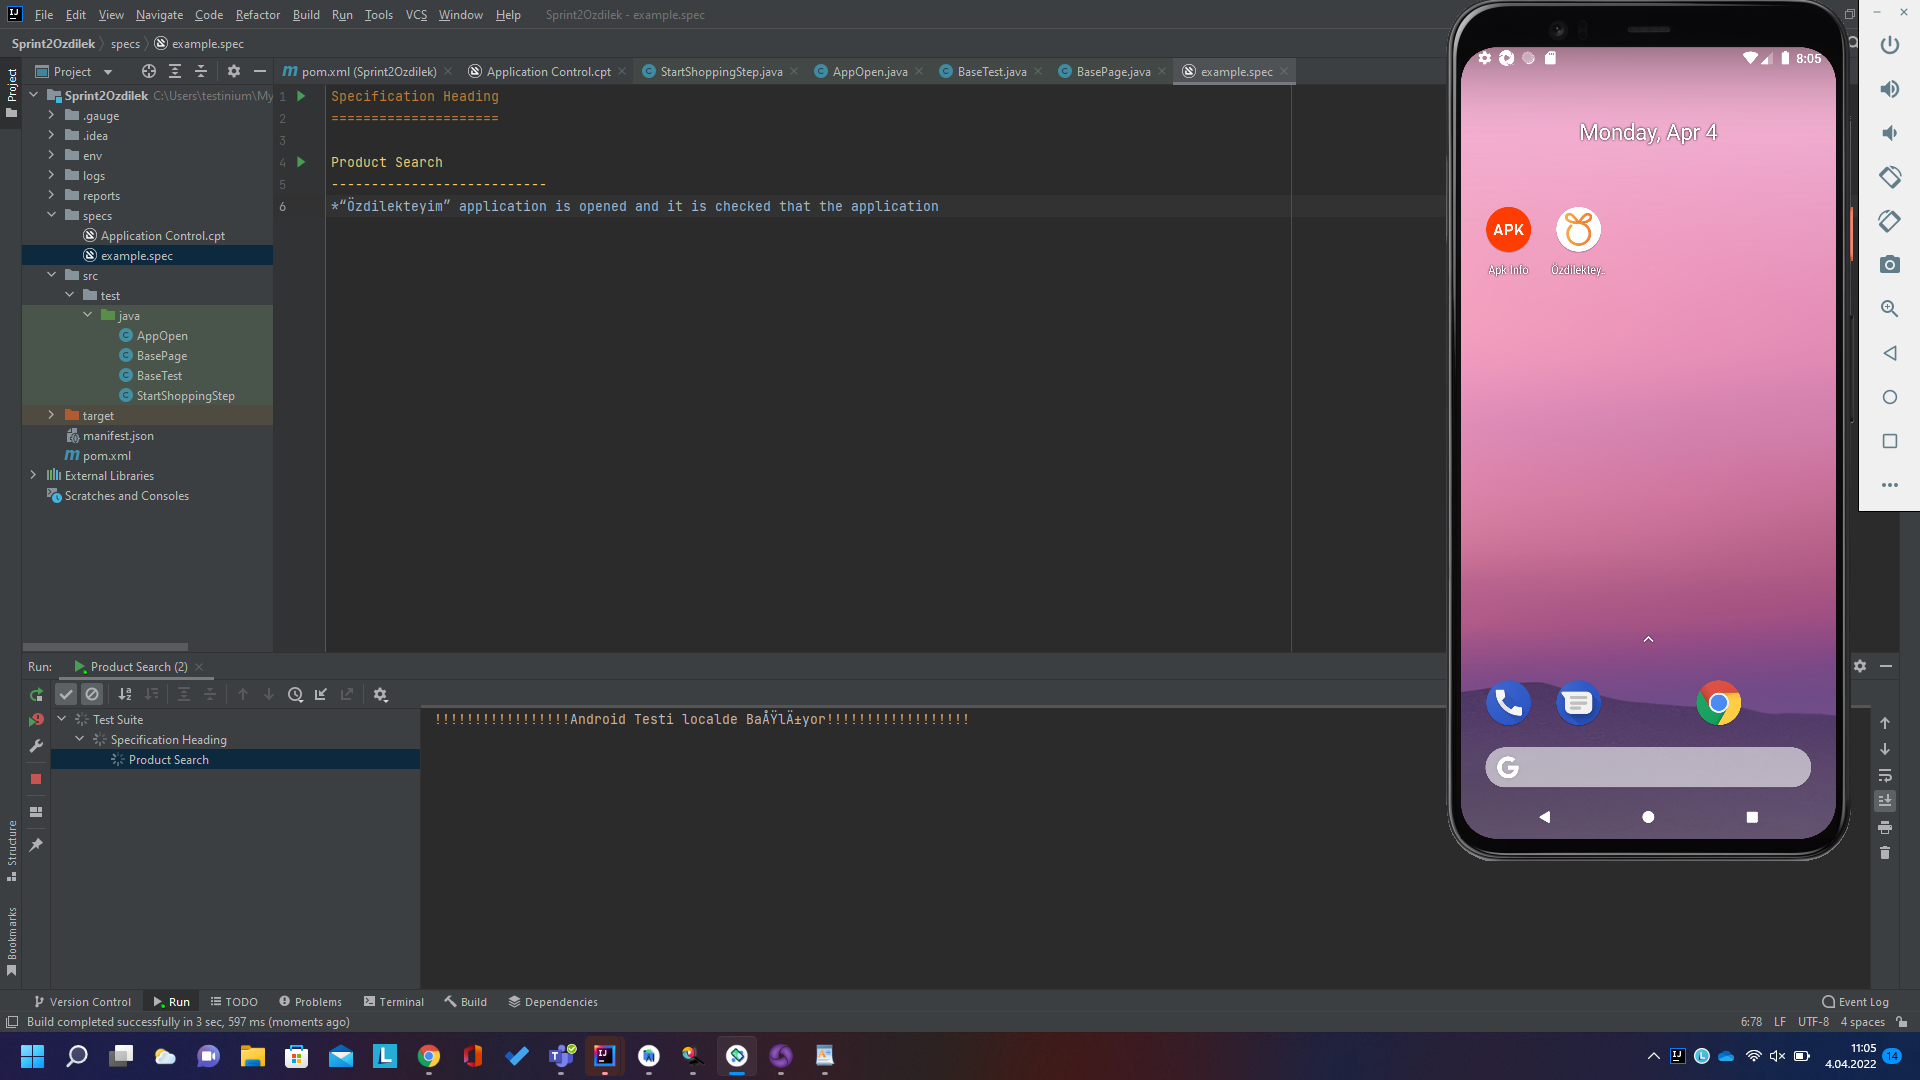 File Edit View Navigate Code Refactor Build Run Tools VCS Window Help Sprint2Ozdilek - example.spec
Sprint2Ozdilek specs example.spec
Project
pom.xml (Sprint2Ozdilek) Application Control.cpt StartShoppingStep.java AppOpen.java BaseTest.java BasePage.java example.spec
Project
Sprint2Ozdilek C:\Users\testinium\My
.gauge
.idea
env
logs
reports
specs
Application Control.cpt
example.spec
src
test
java
AppOpen
BasePage
BaseTest
StartShoppingStep
target
manifest.json
pom.xml
External Libraries
Scratches and Consoles
1 Specification Heading
2 =====================
3
4 Product Search
5 ---------------------------
6 *“Özdilekteyim” application is opened and it is checked that the application
8:05
Monday, Apr 4
APK
Apk Info Özdilektey..
G
Run: Product Search (2)
Test Suite
Specification Heading
Product Search
!!!!!!!!!!!!!!!!!Android Testi localde BaÅŸlÄ±yor!!!!!!!!!!!!!!!!!!
Structure
Bookmarks
Version Control Run TODO Problems Terminal Build Dependencies Event Log
Build completed successfully in 3 sec, 597 ms (moments ago) 6:78 LF UTF-8 4 spaces
11:05
4.04.2022
14